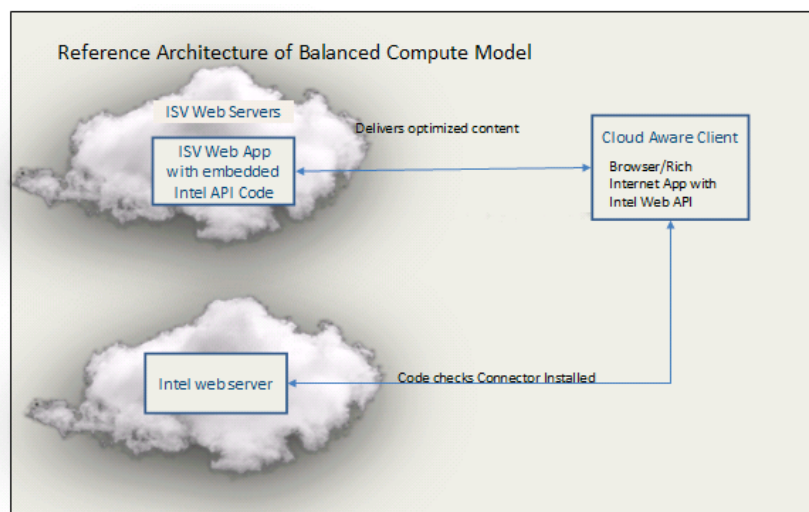 Reference Architecture of Balanced Compute Model
ISV Web Servers
Delivers optimized content
ISV Web App
with embedded
Intel API Code
Cloud Aware Client
Browser/Rich
Internet App with
Intel Web API
Intel web server
Code checks Connector Installed